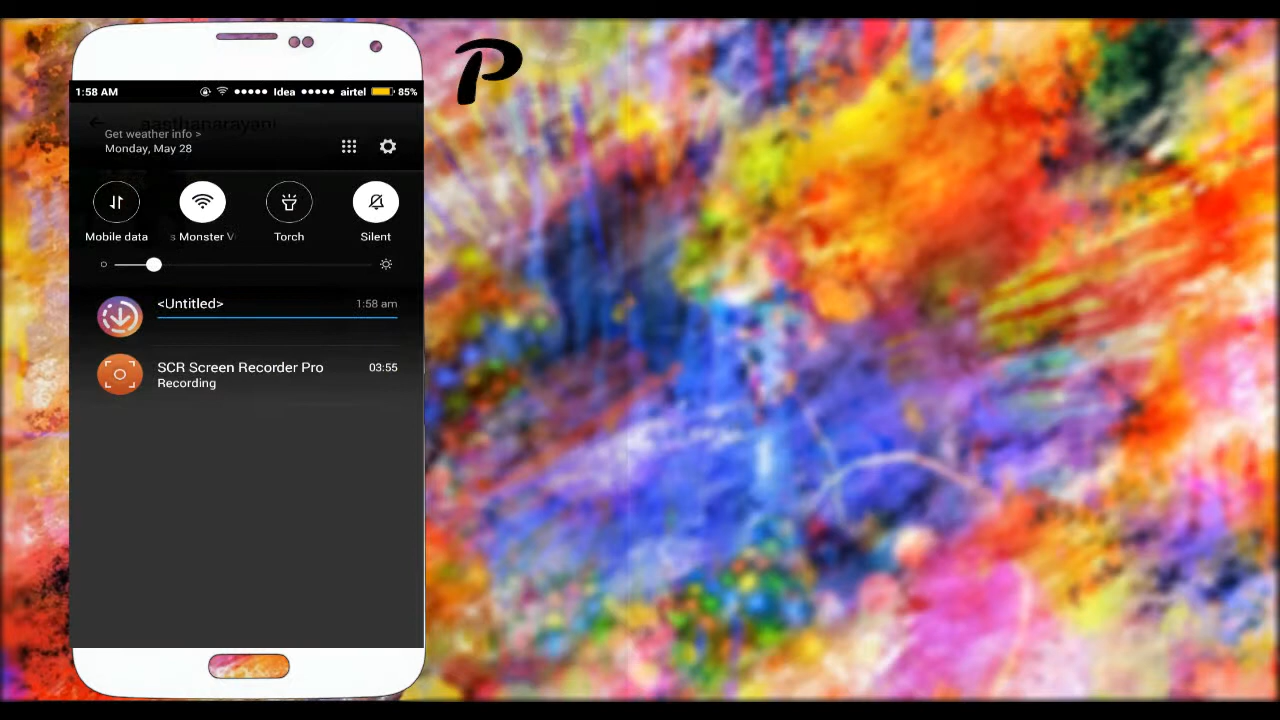 P
1:58 AM Idea airtel 85%
aasthanarayani
Get weather info >
Monday, May 28
Mobile data s Monster Torch Silent
<Untitled> 1:58 am
SCR Screen Recorder Pro 03:55
Recording